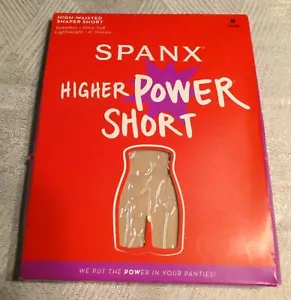 HIGH-WAISTED
SHAPER SHORT
SPANX®
HIGHER POWER
SHORT
WE PUT THE POWER IN YOUR PANTIES!